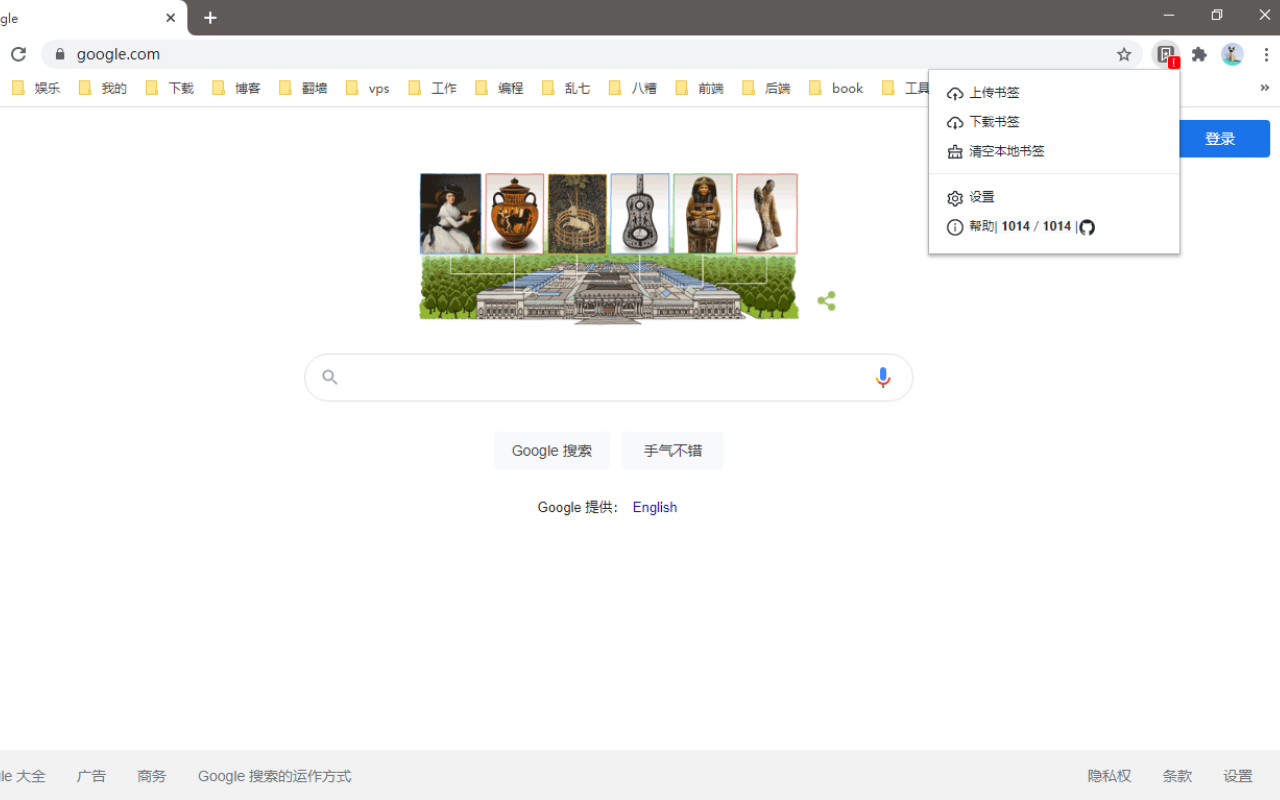 gle
google.com
娱乐 我的 下载 博客 翻墙 vps 工作 编程 乱七 八糟 前端 后端 book 工具 »
上传书签
下载书签
清空本地书签
设置
帮助| 1014 / 1014 |
登录
Google 搜索 手气不错
Google 提供： English
le 大全 广告 商务 Google 搜索的运作方式 隐私权 条款 设置